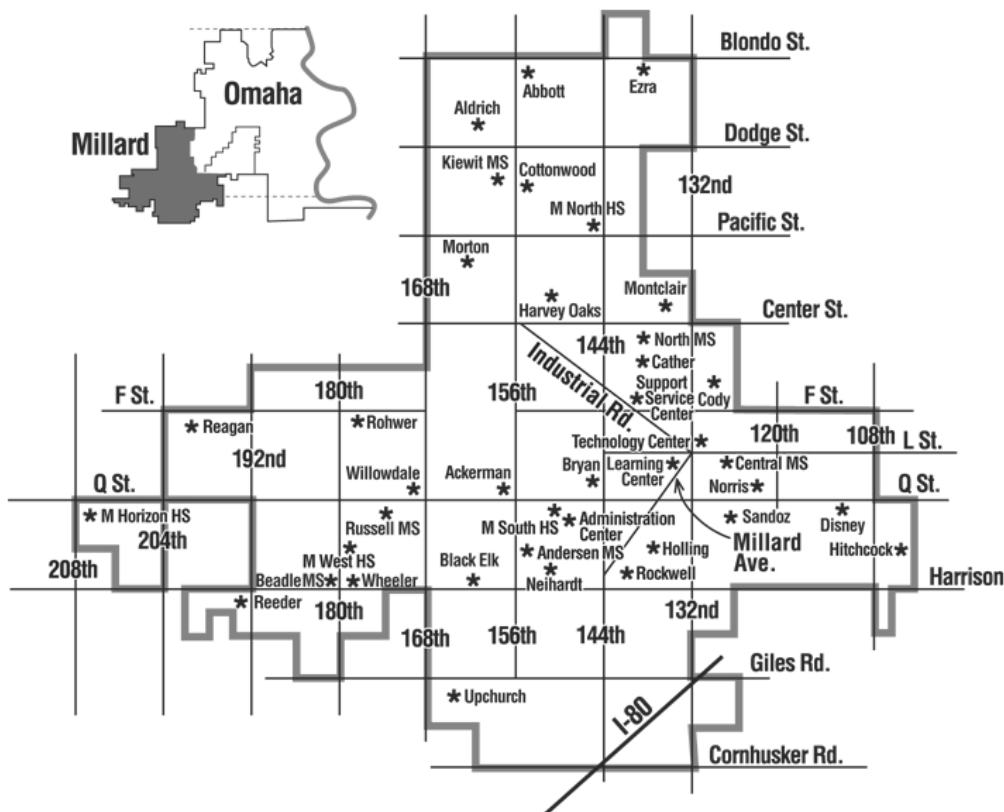 Blondo St.
Omaha
Abbott
Ezra
Aldrich
Millard
Dodge St.
Kiewit MS
Cottonwood
132nd
M North HS
Pacific St.
Morton
168th
Montclair
Harvey Oaks
Center St.
144th
North MS
Industrial Rd.
Cather
180th
156th
Support
Service
Center
Cody
F St.
F St.
Reagan
Rohwer
120th
108th
192nd
Technology Center
L St.
Willowdale
Ackerman
Bryan
Learning
Center
Central MS
Norris
Q St.
Q St.
M Horizon HS
Russell MS
M South HS
Administration
Center
Sandoz
Disney
204th
Millard
Ave.
M West HS
Black Elk
Andersen MS
Holling
Hitchcock
208th
Beadle MS
Wheeler
Neihardt
Rockwell
Harrison
Reeder
180th
132nd
168th
156th
144th
Giles Rd.
Upchurch
I-80
Cornhusker Rd.